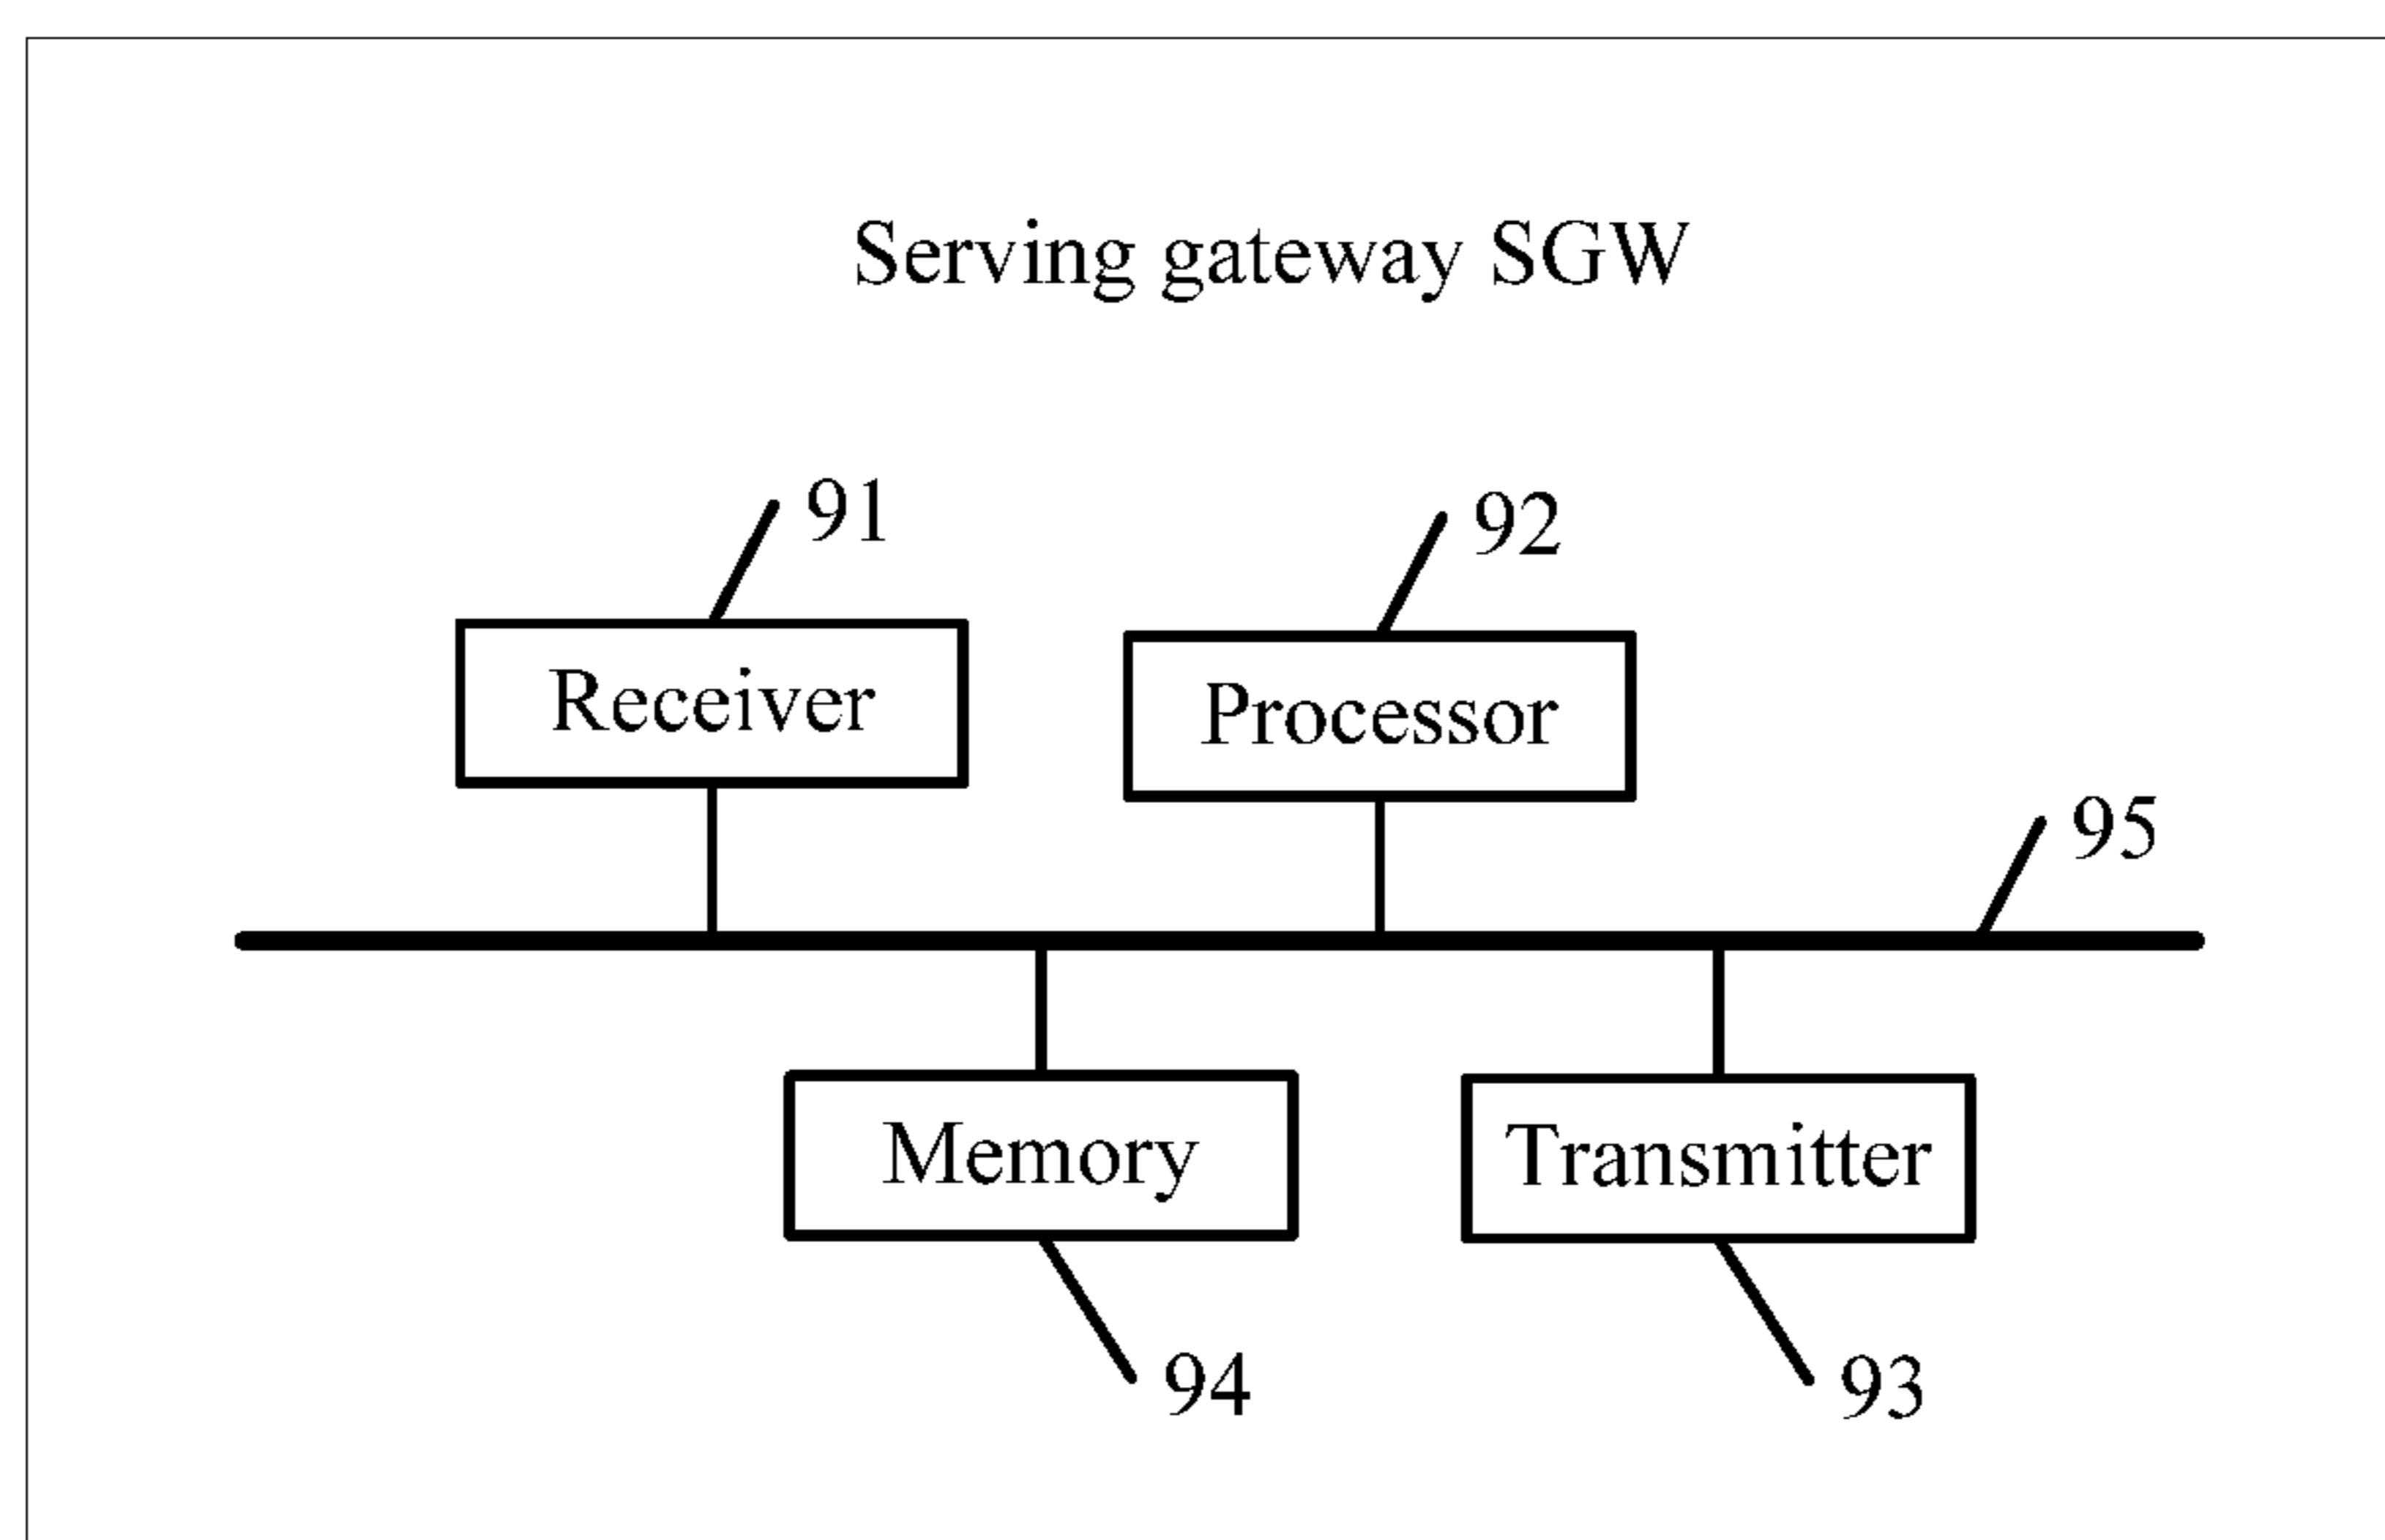 Serving gateway SGW
91
92
Receiver
Processor
95
Memory
Transmitter
94
93